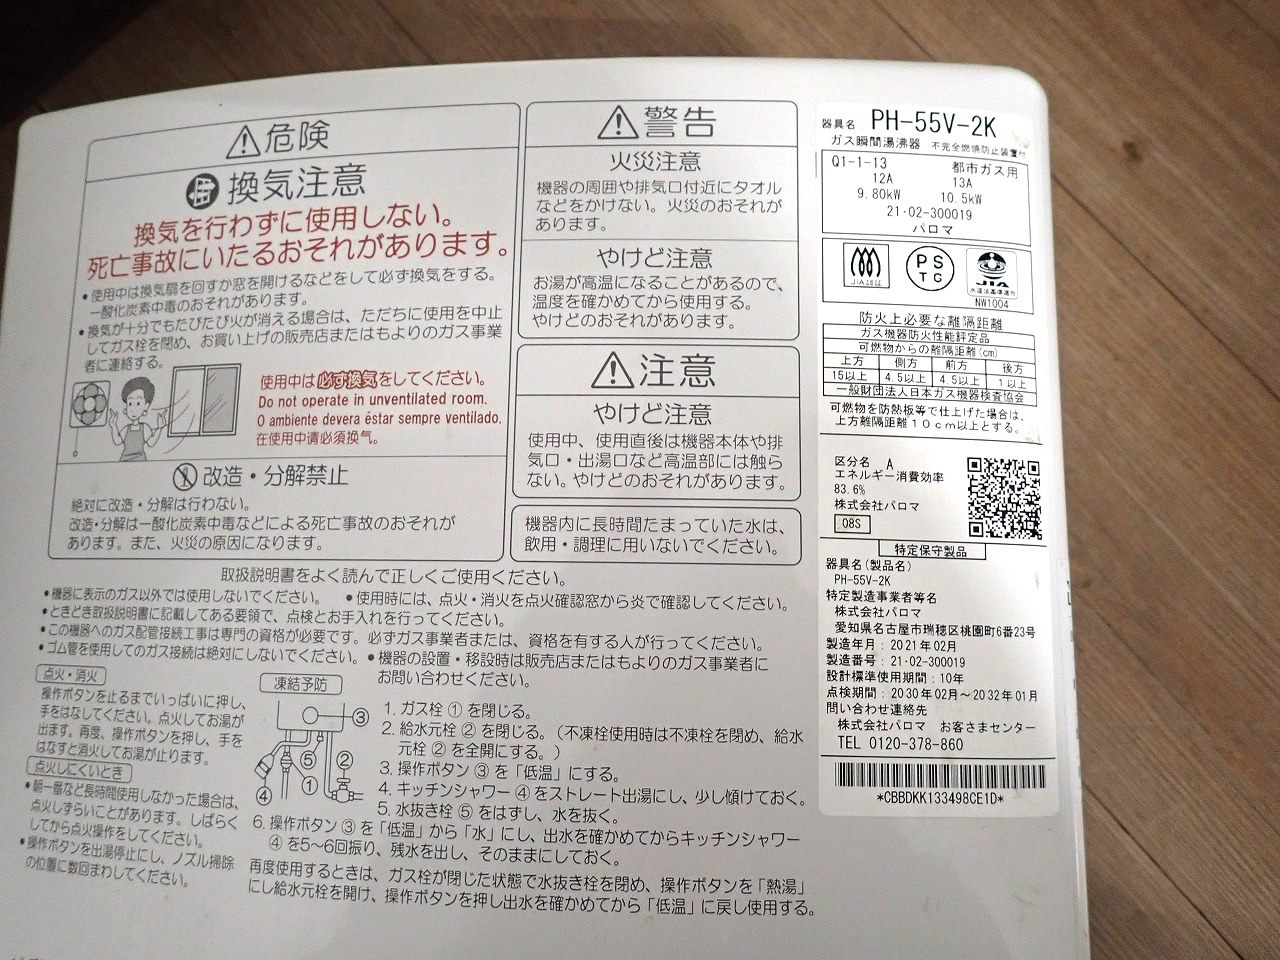 危険
換気注意
換気を行わずに使用しない。
死亡事故にいたるおそれがあります。
•使用中は換気扇を回すか窓を開けるなどをして必ず換気をする。
一酸化炭素中毒のおそれがあります。
•換気が十分でもたびたび火が消える場合は、ただちに使用を中止
してガス栓を閉め、お買い上げの販売店またはもよりのガス事業
者に連絡する。
使用中は必ず換気をしてください。
Do not operate in unventilated room.
O ambiente devera éstar sempre ventilado.
在使用中请必须换气。
改造・分解禁止
絶対に改造・分解は行わない。
改造・分解は一酸化炭素中毒などによる死亡事故のおそれが
あります。また、火災の原因になります。
警告
火災注意
機器の周囲や排気口付近にタオル
などをかけない。火災のおそれが
あります。
やけど注意
お湯が高温になることがあるので、
温度を確かめてから使用する。
やけどのおそれがあります。
注意
やけど注意
使用中、使用直後は機器本体や排
気口・出湯口など高温部には触ら
ない。やけどのおそれがあります。
機器内に長時間たまっていた水は、
飲用・調理に用いないでください。
取扱説明書をよく読んで正しくご使用ください。
•機器に表示のガス以外では使用しないでください。 •使用時には、点火・消火を点火確認窓から炎で確認してください。
•ときどき取扱説明書に記載してある要領で、点検とお手入れを行ってください。
•この機器へのガス配管接続工事は専門の資格が必要です。必ずガス事業者または、資格を有する人が行ってください。
•ゴム管を使用してのガス接続は絶対にしないでください。•機器の設置・移設時は販売店またはもよりのガス事業者に
お問い合わせください。
点火・消火
操作ボタンを止るまでいっぱいに押し、
手をはなしてください。点火してお湯が
出ます。再度、操作ボタンを押し、手を
はなすと消火してお湯が止ります。
点火しにくいとき
•朝一番など長時間使用しなかった場合は、
点火しずらいことがあります。しばらく
してから点火操作をしてください。
•操作ボタンを出湯停止にし、ノズル掃除
の位置に数回まわしてください。
凍結予防
③
⑤
②
①
④
1. ガス栓 ① を閉じる。
2. 給水元栓 ② を閉じる。（不凍栓使用時は不凍栓を閉め、給水
元栓 ② を全開にする。）
3. 操作ボタン ③ を「低温」にする。
4. キッチンシャワー ④ をストレート出湯にし、少し傾けておく。
5. 水抜き栓 ⑤ をはずし、水を抜く。
6. 操作ボタン ③ を「低温」から「水」にし、出水を確かめてからキッチンシャワー
④ を5〜6回振り、残水を出し、そのままにしておく。
再度使用するときは、ガス栓が閉じた状態で水抜き栓を閉め、操作ボタンを「熱湯」
にし給水元栓を開け、操作ボタンを押し出水を確かめてから「低温」に戻し使用する。
器具名 PH-55V-2K
ガス瞬間湯沸器 不完全燃焼防止装置付
Q1-1-13 都市ガス用
12A 13A
9.80kW 10.5kW
21・02-300019
パロマ
JIA
PS
TG
JIA
水道法基準適合
NW1004
防火上必要な離隔距離
ガス機器防火性能評定品
可燃物からの離隔距離(cm)
上方 側方 前方 後方
15以上 4.5以上 4.5以上 1以上
一般財団法人日本ガス機器検査協会
可燃物を防熱板等で仕上げた場合は、
上方離隔距離10cm以上とする。
区分名 A
エネルギー消費効率
83.6%
株式会社パロマ
08S
特定保守製品
器具名(製品名)
PH-55V-2K
特定製造事業者等名
株式会社パロマ
愛知県名古屋市瑞穂区桃園町6番23号
製造年月：2021年02月
製造番号：21・02-300019
設計標準使用期間：10年
点検期間：2030年02月〜2032年01月
問い合わせ連絡先
株式会社パロマ お客さまセンター
TEL 0120-378-860
*CBBDKK133498CE1D*